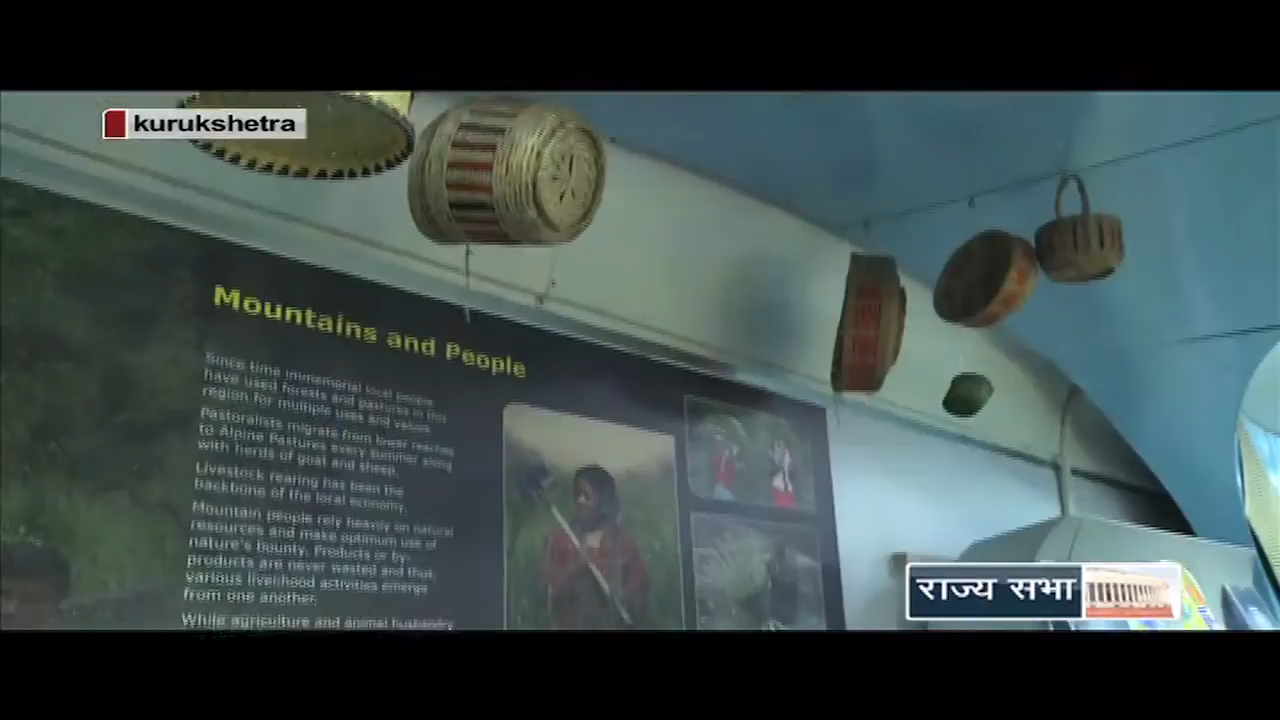 kurukshetra
Mountains and People
Since time immemorial local people
have used forests and pastures in this
region for multiple uses and values.
Pastoralists migrate from lower reaches
to Alpine Pastures every summer along
with herds of goat and sheep.
Livestock rearing has been the
backbone of the local economy.
Mountain people rely heavily on natural
resources and make optimum use of
nature's bounty. Products or by-
products are never wasted and thus
various livelihood activities emerge
from one another.
While agriculture and animal husbandry
राज्य सभा